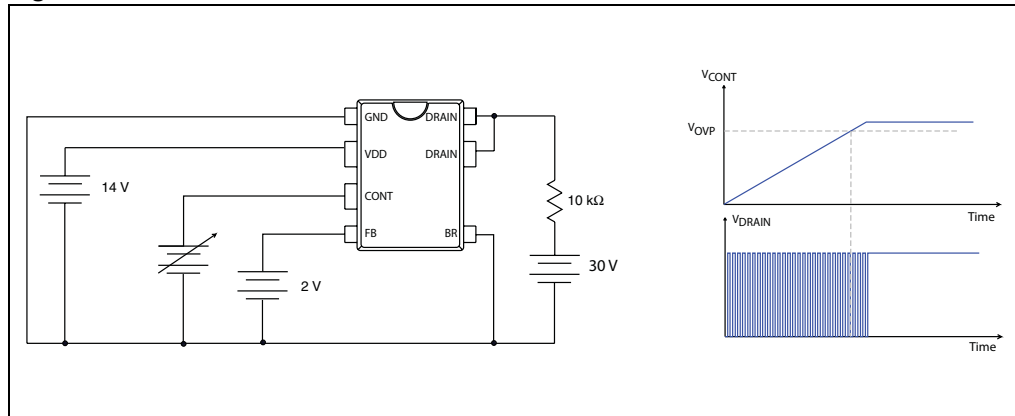 GND DRAIN
VDD DRAIN
CONT
FB BR
14 V
2 V
10 kΩ
30 V
VCONT
VOVP
Time
VDRAIN
Time